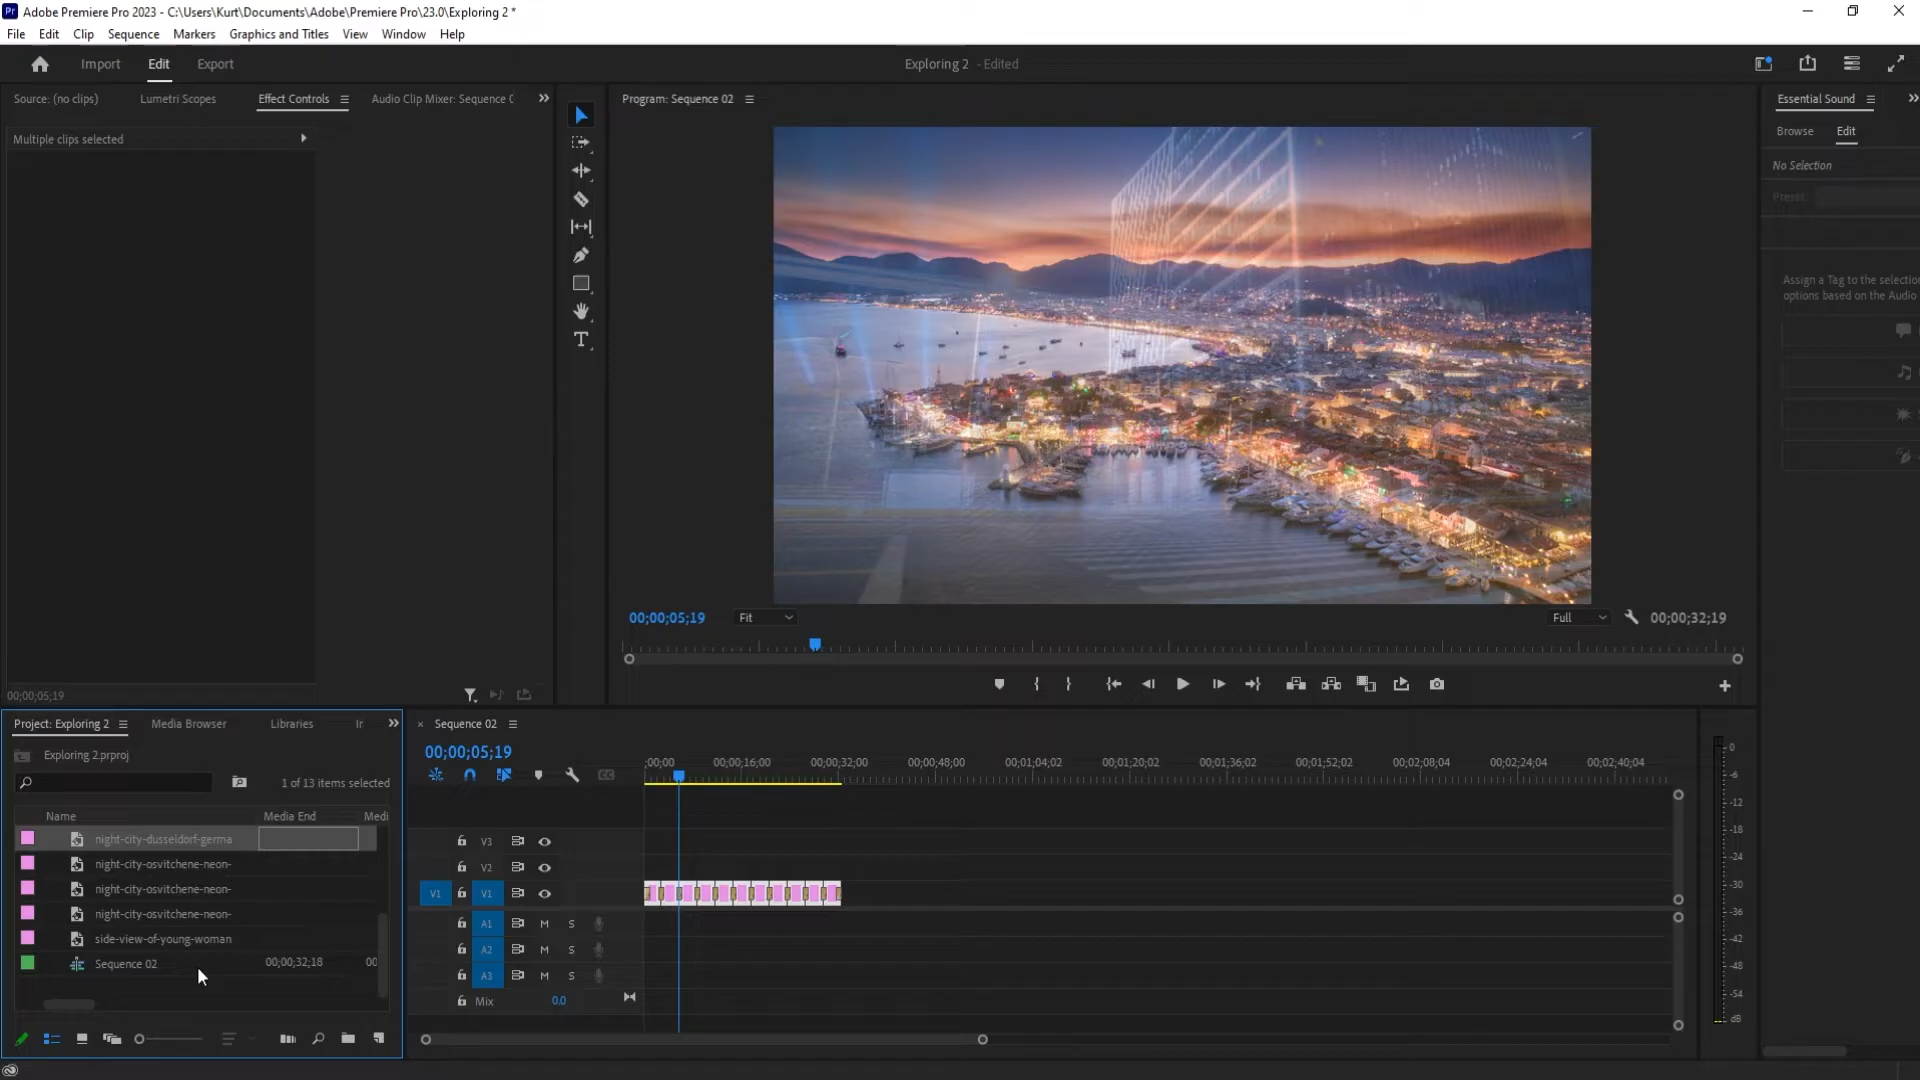 Pr Adobe Premiere Pro 2023 - C:\Users\Kurt\Documents\Adobe\Premiere Pro\23.0\Exploring 2 *
File Edit Clip Sequence Markers Graphics and Titles View Window Help
Import Edit Export
Exploring 2 - Edited
Source: (no clips) Lumetri Scopes Effect Controls Audio Clip Mixer: Sequence
Program: Sequence 02
Essential Sound
Multiple clips selected
Browse Edit
No Selection
Preset:
Assign a Tag to the selectio
options based on the Audio
00;00;05;19 Fit Full 00;00;32;19
00;00;05;19
Project: Exploring 2 Media Browser Libraries Ir
Exploring 2.prproj
1 of 13 items selected
Name Media End Medi
night-city-dusseldorf-germa
night-city-osvitchene-neon-
night-city-osvitchene-neon-
night-city-osvitchene-neon-
side-view-of-young-woman
Sequence 02 00;00;32;18 00
× Sequence 02
00;00;05;19
;00;00 00;00;16;00 00;00;32;00 00;00;48;00 00;01;04;02 00;01;20;02 00;01;36;02 00;01;52;02 00;02;08;04 00;02;24;04 00;02;40;04
V3
V2
V1 V1
A1 M S
A2 M S
A3 M S
Mix 0.0
0
-6
-12
-18
-24
-30
-36
-42
-48
-54
dB